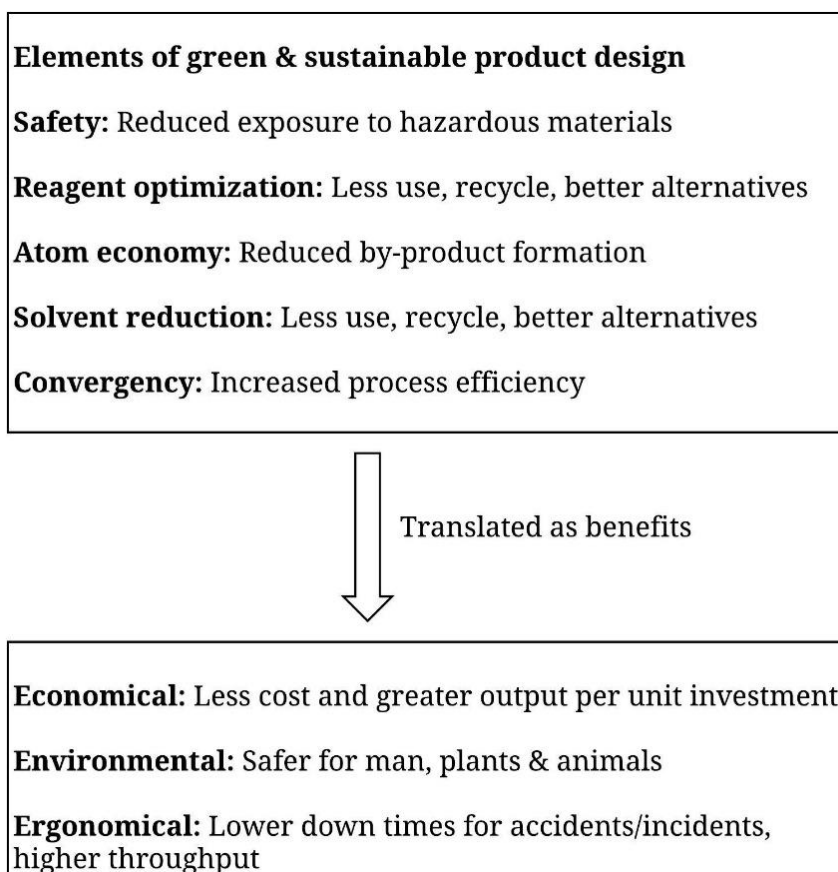 Elements of green & sustainable product design
Safety: Reduced exposure to hazardous materials
Reagent optimization: Less use, recycle, better alternatives
Atom economy: Reduced by-product formation
Solvent reduction: Less use, recycle, better alternatives
Convergency: Increased process efficiency
Translated as benefits
Economical: Less cost and greater output per unit investment
Environmental: Safer for man, plants & animals
Ergonomical: Lower down times for accidents/incidents,
higher throughput